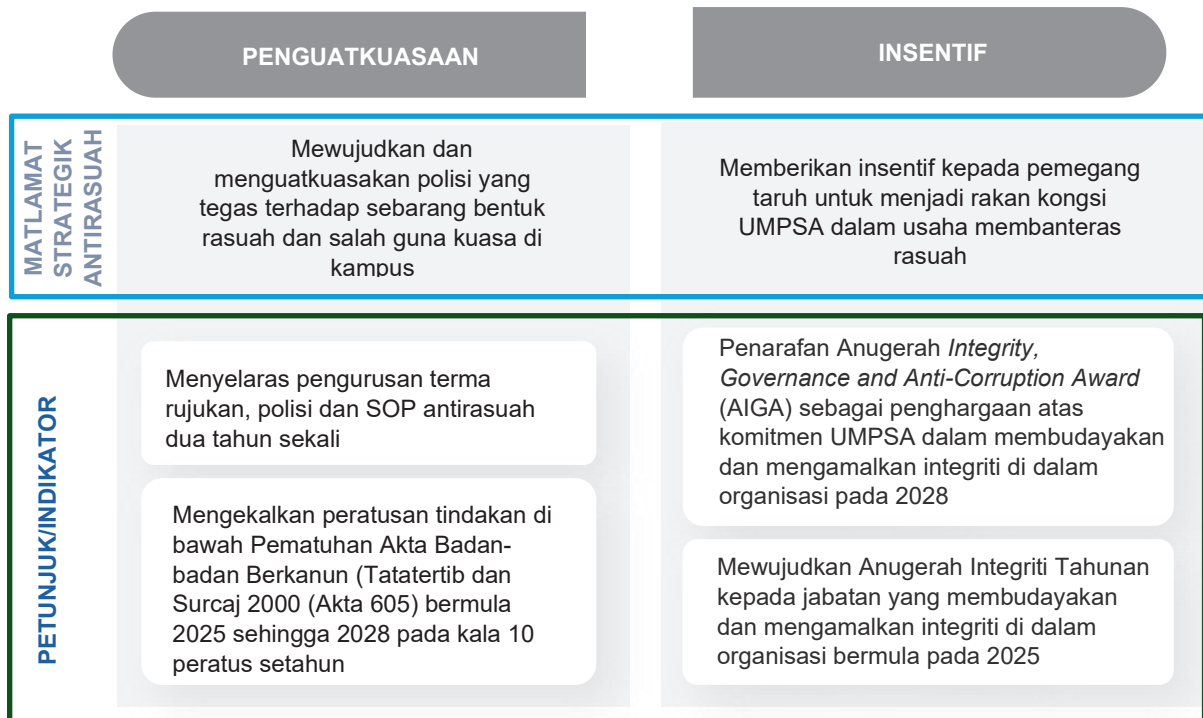 PENGUATKUASAAN
INSENTIF
MATLAMAT
STRATEGIK
ANTIRASUAH
Mewujudkan dan
menguatkuasakan polisi yang
tegas terhadap sebarang bentuk
rasuah dan salah guna kuasa di
kampus
Memberikan insentif kepada pemegang
taruh untuk menjadi rakan kongsi
UMPSA dalam usaha membanteras
rasuah
PETUNJUK/INDIKATOR
Menyelaras pengurusan terma
rujukan, polisi dan SOP antirasuah
dua tahun sekali
Mengekalkan peratusan tindakan di
bawah Pematuhan Akta Badan-
badan Berkanun (Tatatertib dan
Surcaj 2000 (Akta 605) bermula
2025 sehingga 2028 pada kala 10
peratus setahun
Penarafan Anugerah Integrity,
Governance and Anti-Corruption Award
(AIGA) sebagai penghargaan atas
komitmen UMPSA dalam membudayakan
dan mengamalkan integriti di dalam
organisasi pada 2028
Mewujudkan Anugerah Integriti Tahunan
kepada jabatan yang membudayakan
dan mengamalkan integriti di dalam
organisasi bermula pada 2025